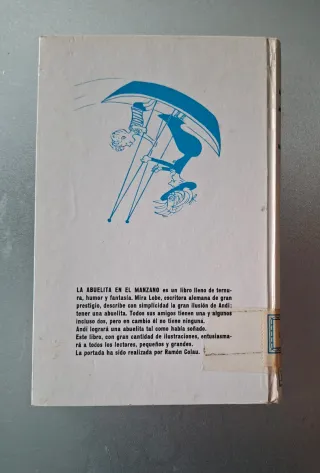 LA ABUELITA EN EL MANZANO es un libro lleno de ternu-
ra, humor y fantasía. Mira Lobe, escritora alemana de gran
prestigio, describe con simplicidad la gran ilusión de Andi:
tener una abuelita. Todos sus amigos tienen una y algunos
incluso dos, pero en cambio él no tiene ninguna.
Andi logrará una abuelita tal como había soñado.
Este libro, con gran cantidad de ilustraciones, entusiasma-
rá a todos los lectores, pequeños y grandes.
La portada ha sido realizada por Ramón Colau.